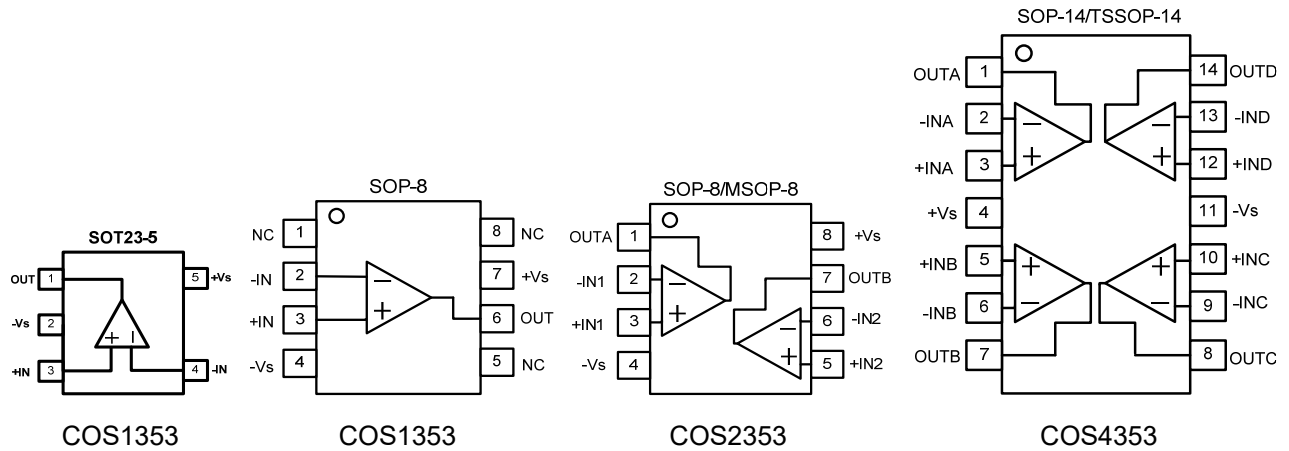 SOT23-5
OUT 1
5 +Vs
-Vs 2
+IN 3
4 -IN
+ −
COS1353
SOP-8
NC 1
8 NC
-IN 2
7 +Vs
+IN 3
6 OUT
-Vs 4
5 NC
−
+
COS1353
SOP-8/MSOP-8
OUTA 1
8 +Vs
-IN1 2
7 OUTB
+IN1 3
6 -IN2
-Vs 4
5 +IN2
−
+
−
+
COS2353
SOP-14/TSSOP-14
OUTA 1
14 OUTD
-INA 2
13 -IND
+INA 3
12 +IND
+Vs 4
11 -Vs
+INB 5
10 +INC
-INB 6
9 -INC
OUTB 7
8 OUTC
− −
+ +
+ +
− −
COS4353